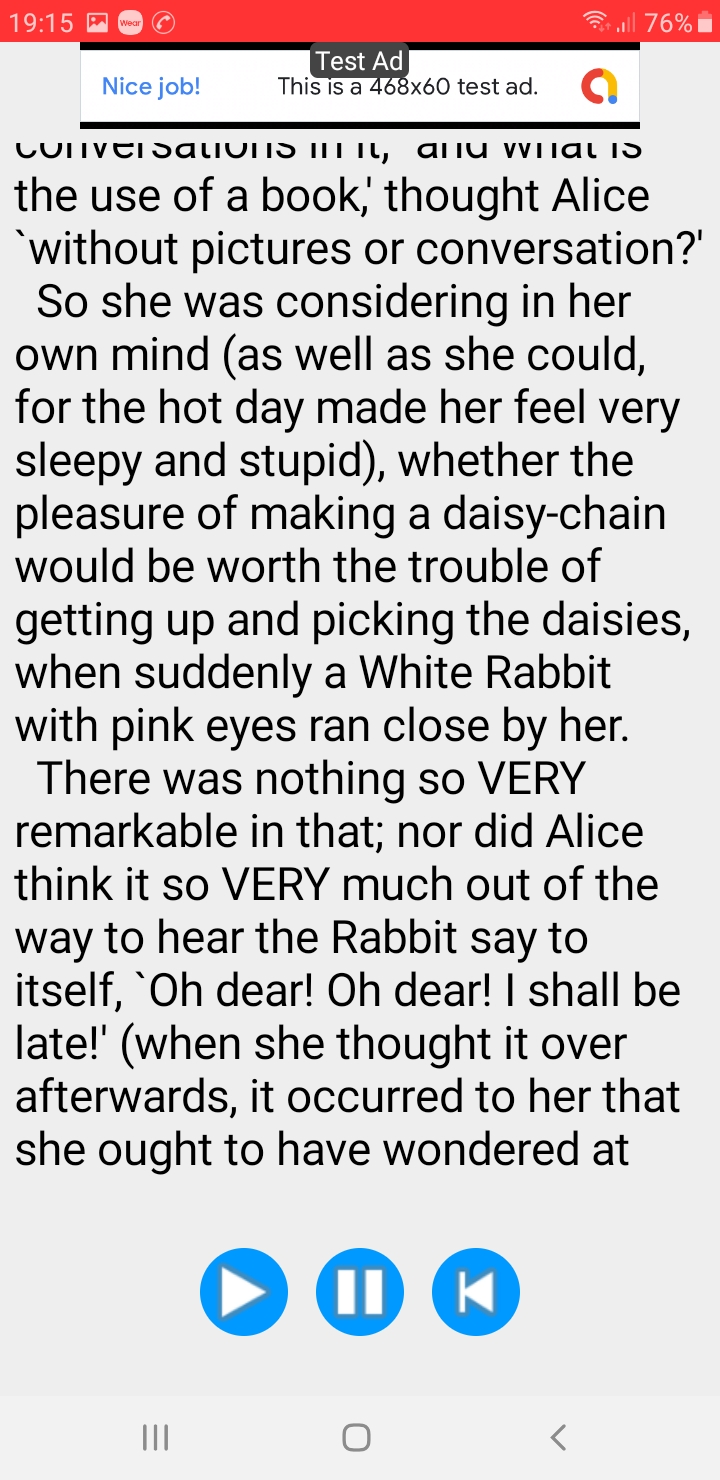 19:15 Wear 76%
Test Ad
Nice job! This is a 468x60 test ad.
conversations in it, `and what is
the use of a book,' thought Alice
`without pictures or conversation?'
So she was considering in her
own mind (as well as she could,
for the hot day made her feel very
sleepy and stupid), whether the
pleasure of making a daisy-chain
would be worth the trouble of
getting up and picking the daisies,
when suddenly a White Rabbit
with pink eyes ran close by her.
There was nothing so VERY
remarkable in that; nor did Alice
think it so VERY much out of the
way to hear the Rabbit say to
itself, `Oh dear! Oh dear! I shall be
late!' (when she thought it over
afterwards, it occurred to her that
she ought to have wondered at